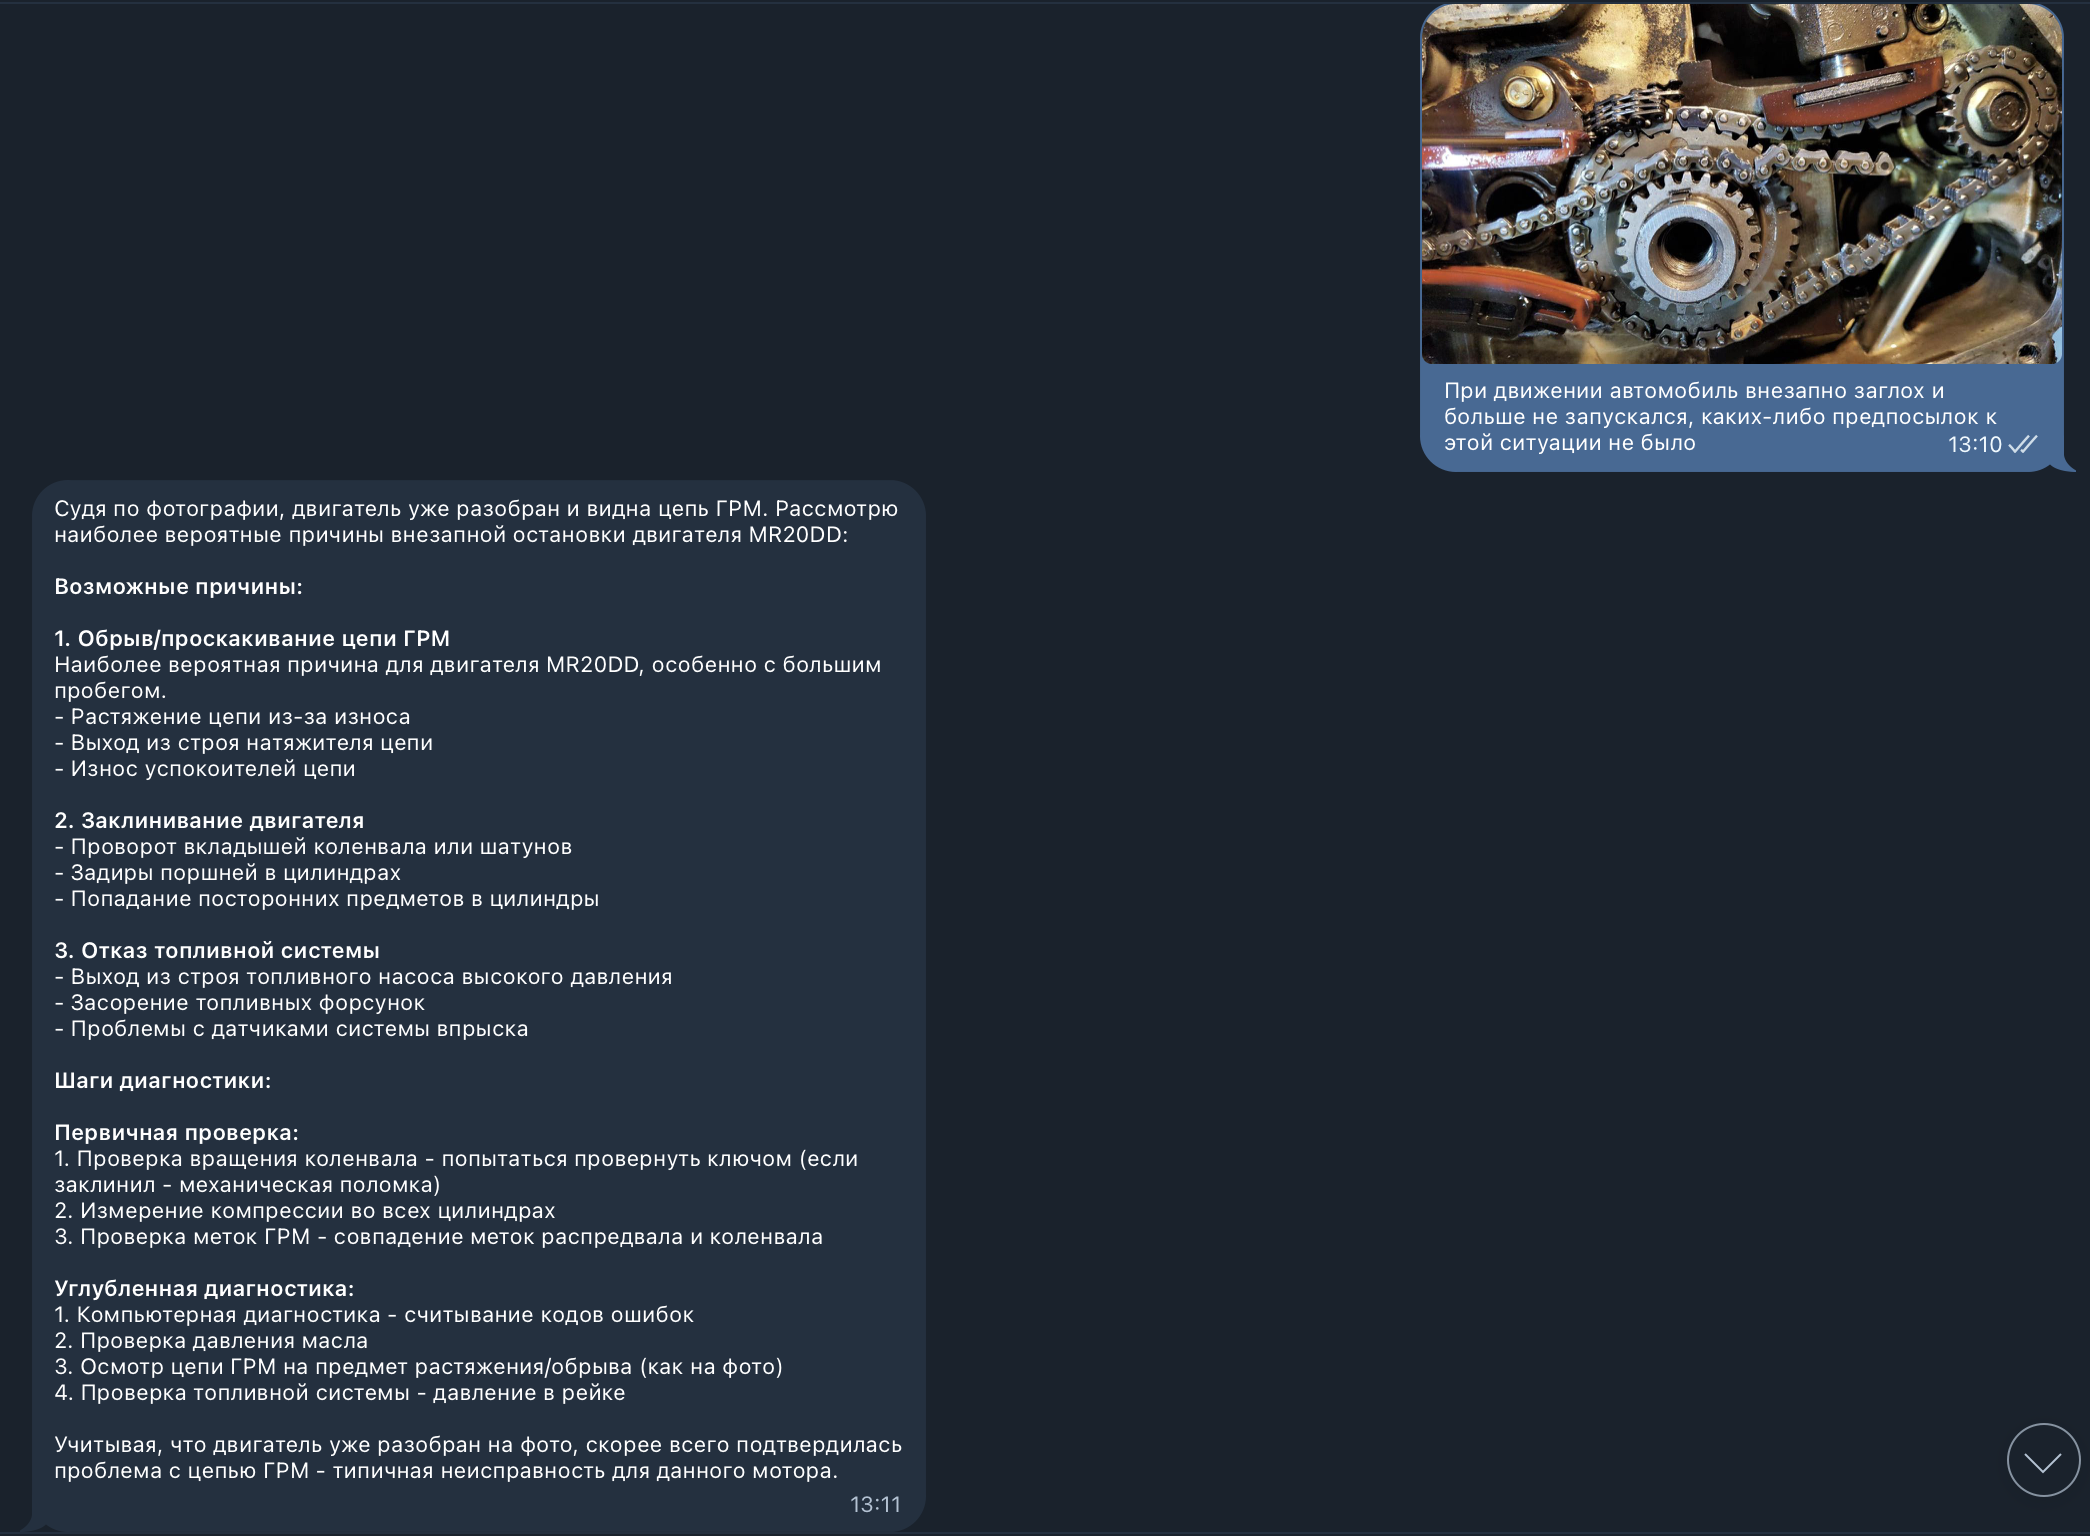 При движении автомобиль внезапно заглох и
больше не запускался, каких-либо предпосылок к
этой ситуации не было
13:10
Судя по фотографии, двигатель уже разобран и видна цепь ГРМ. Рассмотрю
наиболее вероятные причины внезапной остановки двигателя MR20DD:
Возможные причины:
1. Обрыв/проскакивание цепи ГРМ
Наиболее вероятная причина для двигателя MR20DD, особенно с большим
пробегом.
- Растяжение цепи из-за износа
- Выход из строя натяжителя цепи
- Износ успокоителей цепи
2. Заклинивание двигателя
- Проворот вкладышей коленвала или шатунов
- Задиры поршней в цилиндрах
- Попадание посторонних предметов в цилиндры
3. Отказ топливной системы
- Выход из строя топливного насоса высокого давления
- Засорение топливных форсунок
- Проблемы с датчиками системы впрыска
Шаги диагностики:
Первичная проверка:
1. Проверка вращения коленвала - попытаться провернуть ключом (если
заклинил - механическая поломка)
2. Измерение компрессии во всех цилиндрах
3. Проверка меток ГРМ - совпадение меток распредвала и коленвала
Углубленная диагностика:
1. Компьютерная диагностика - считывание кодов ошибок
2. Проверка давления масла
3. Осмотр цепи ГРМ на предмет растяжения/обрыва (как на фото)
4. Проверка топливной системы - давление в рейке
Учитывая, что двигатель уже разобран на фото, скорее всего подтвердилась
проблема с цепью ГРМ - типичная неисправность для данного мотора.
13:11